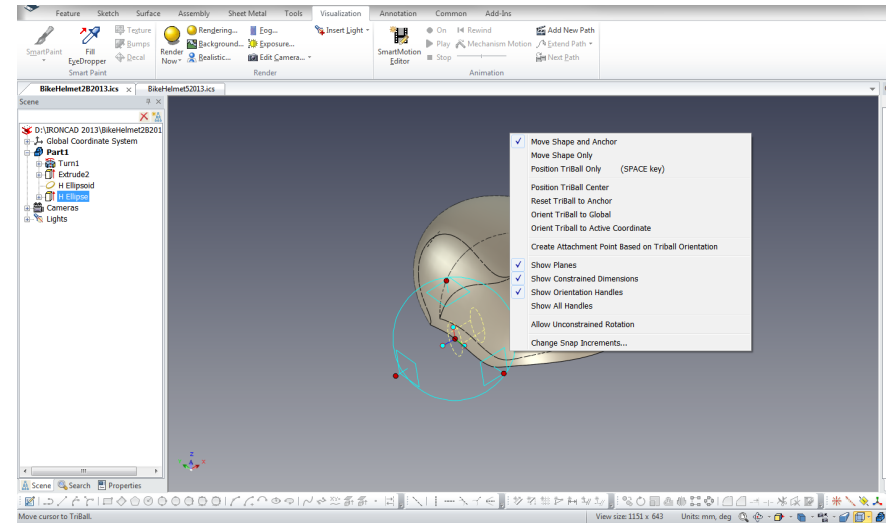 Feature Sketch Surface Assembly Sheet Metal Tools Visualization Annotation Common Add-Ins
SmartPaint
Fill EyeDropper
Texture
Bumps
Decal
Smart Paint
Render Now
Rendering...
Background...
Realistic...
Fog...
Exposure...
Edit Camera...
Insert Light
Render
SmartMotion Editor
On Rewind
Play Mechanism Motion
Stop
Add New Path
Extend Path
Next Path
Animation
BikeHelmet2B2013.ics x BikeHelmet52013.ics
Scene
D:\IRONCAD 2013\BikeHelmet2B201
Global Coordinate System
Part1
Turn1
Extrude2
H Ellipsoid
H Ellipse
Cameras
Lights
Move Shape and Anchor
Move Shape Only
Position TriBall Only (SPACE key)
Position TriBall Center
Reset TriBall to Anchor
Orient TriBall to Global
Orient Triball to Active Coordinate
Create Attachment Point Based on Triball Orientation
Show Planes
Show Constrained Dimensions
Show Orientation Handles
Show All Handles
Allow Unconstrained Rotation
Change Snap Increments...
Z
X
Scene Search Properties
Move cursor to TriBall.
View size: 1151 x 643 Units: mm, deg